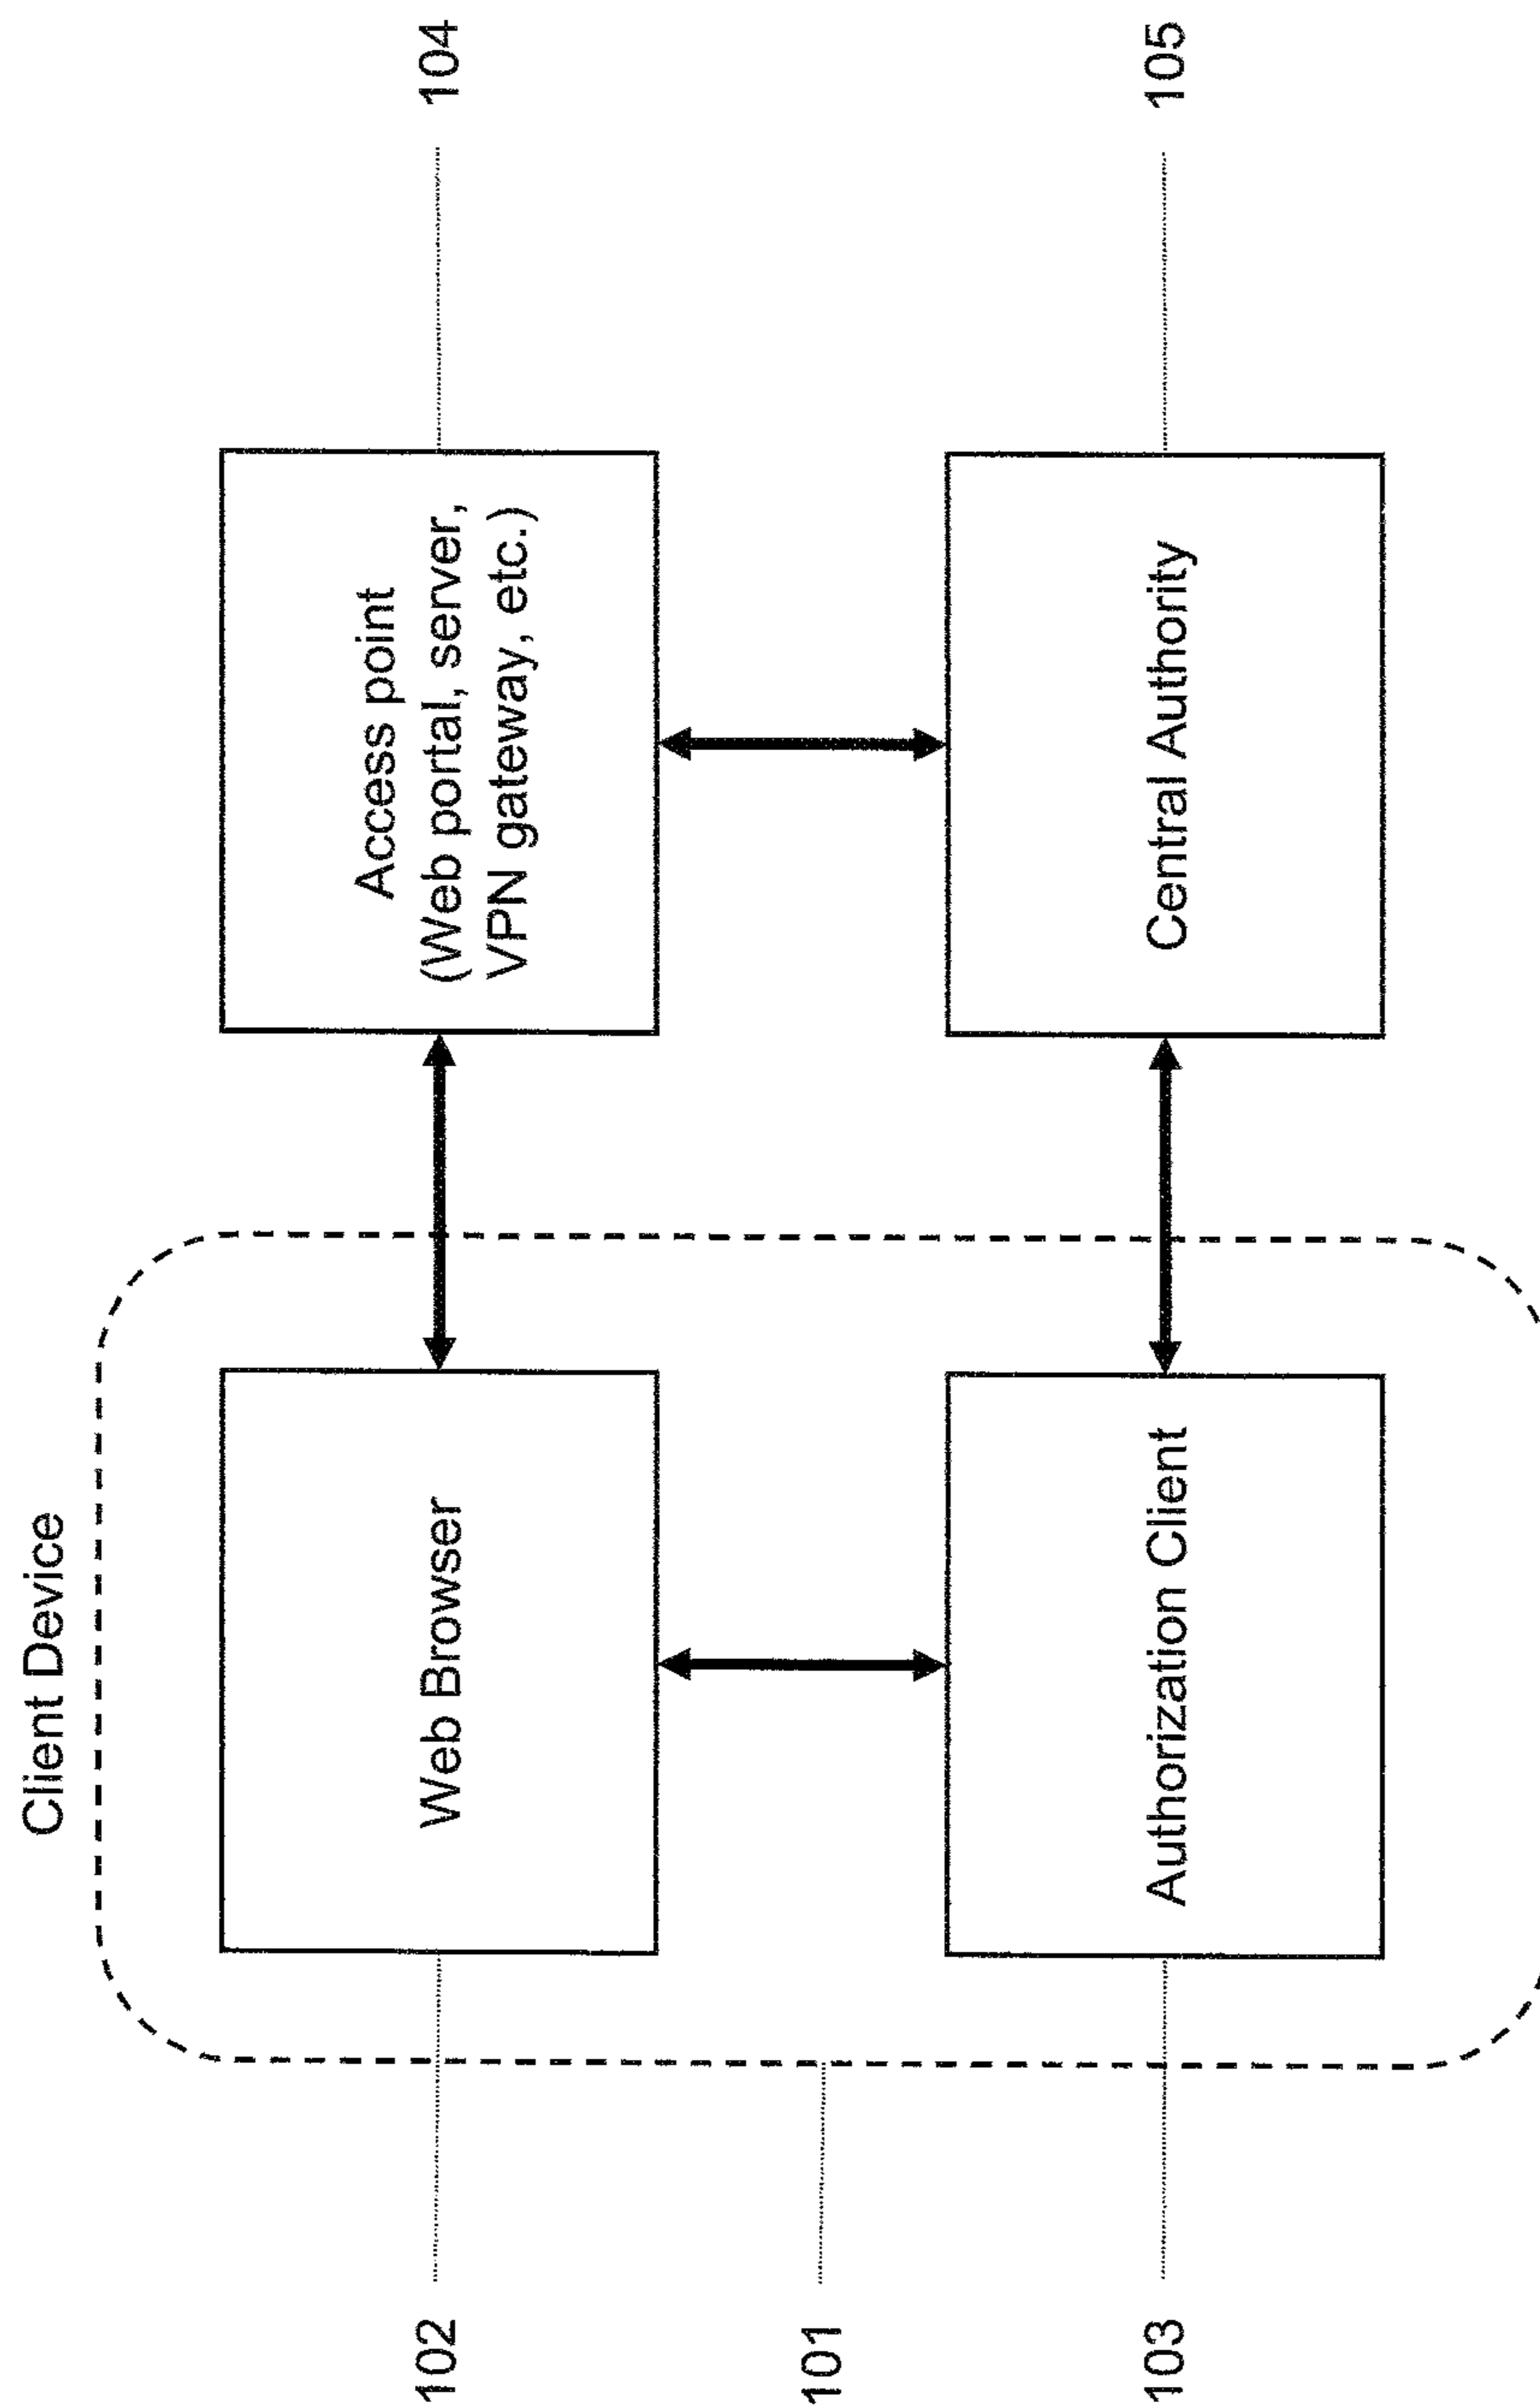 Client Device
102
Web Browser
Access point
(Web portal, server,
VPN gateway, etc.)
104
101
103
Authorization Client
Central Authority
105